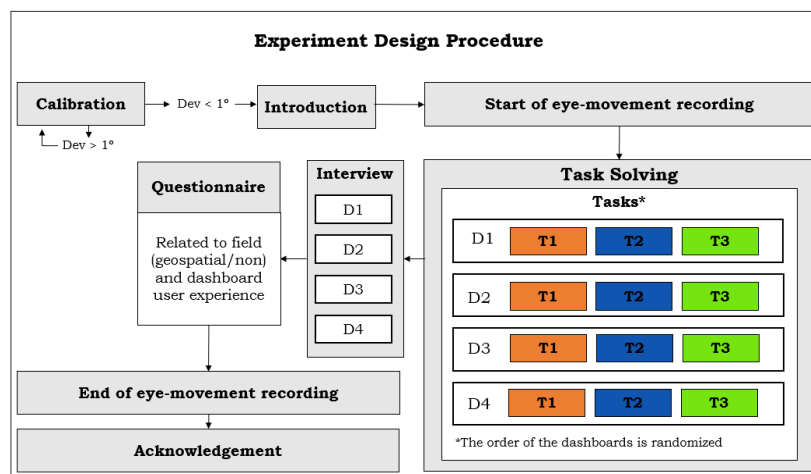 Experiment Design Procedure
Calibration
Dev < 1°
Dev > 1°
Introduction
Start of eye-movement recording
Task Solving
Tasks*
D1 T1 T2 T3
D2 T1 T2 T3
D3 T1 T2 T3
D4 T1 T2 T3
*The order of the dashboards is randomized
Interview
D1
D2
D3
D4
Questionnaire
Related to field
(geospatial/non)
and dashboard
user experience
End of eye-movement recording
Acknowledgement